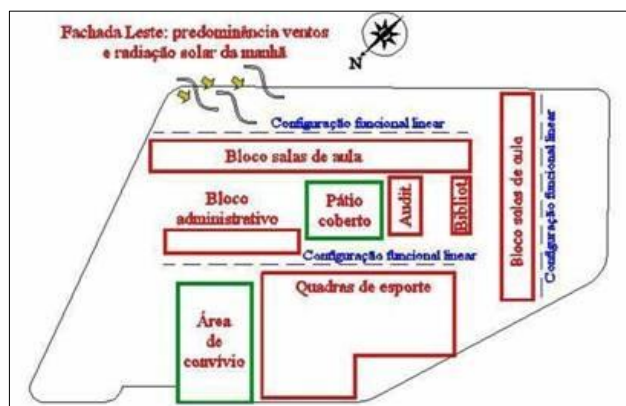 Fachada Leste: predominância ventos
e radiação solar da manhã
N
Configuração funcional linear
Bloco salas de aula
Bloco
administrativo
Pátio
coberto
Audit.
Bibliot
Configuração funcional linear
Quadras de esporte
Área
de
convívio
Bloco salas de aula
Configuração funcional linear